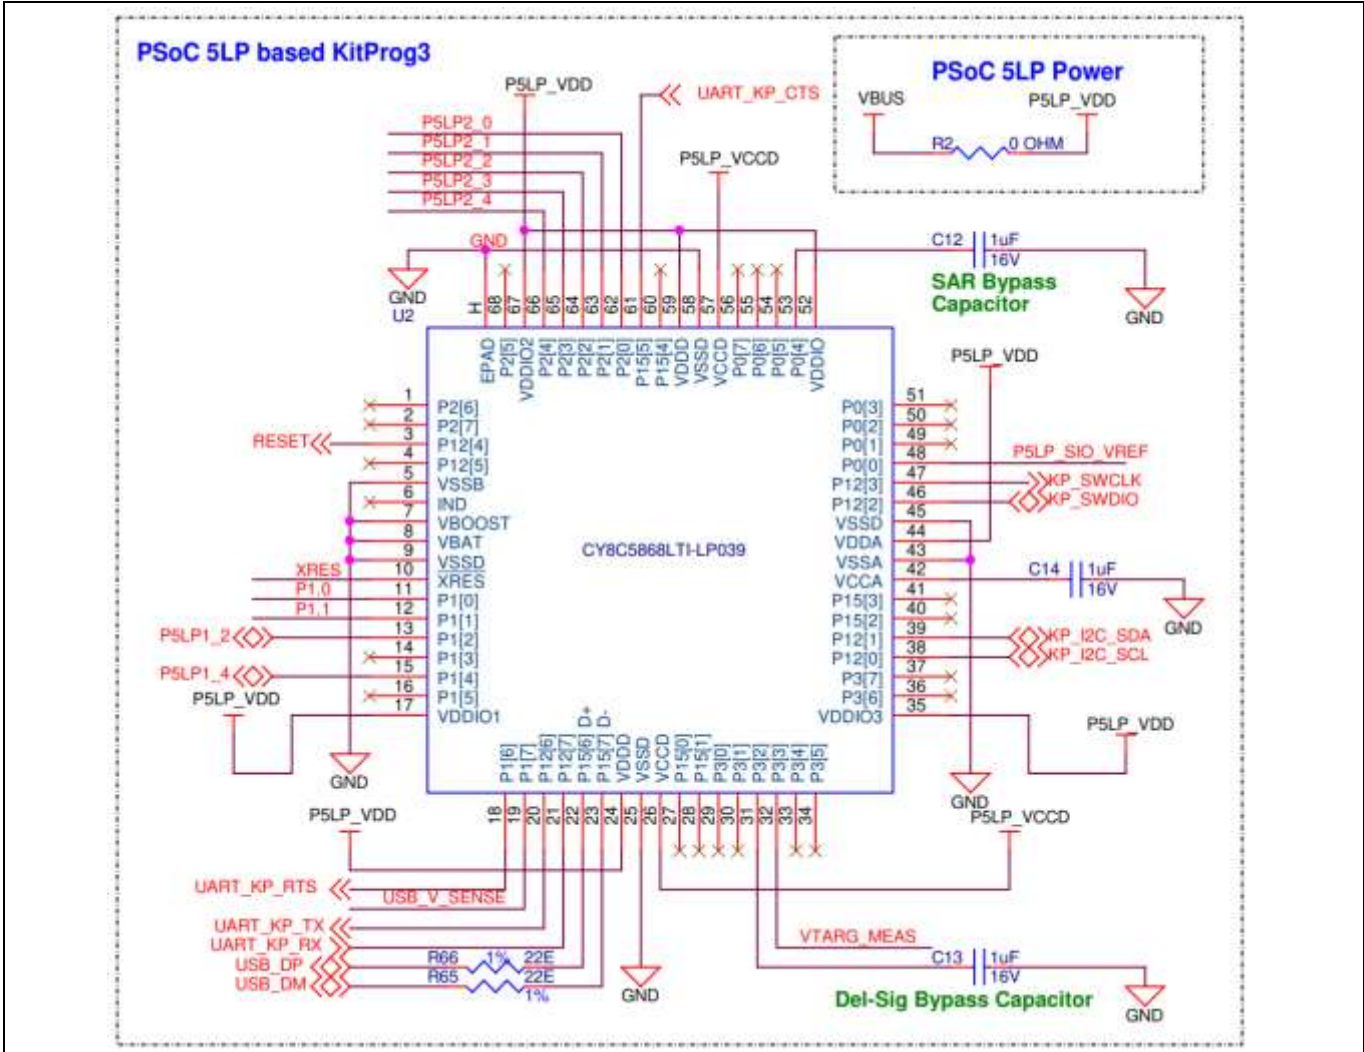 PSoC 5LP based KitProg3
PSoC 5LP Power
VBUS
P5LP_VDD
R2
0 OHM
P5LP_VDD
UART_KP_CTS
P5LP2_0
P5LP2_1
P5LP2_2
P5LP2_3
P5LP2_4
P5LP_VCCD
GND
GND
U2
C12
1uF
16V
SAR Bypass
Capacitor
GND
H
68
67
66
65
64
63
62
61
60
59
58
57
56
55
54
53
52
EPAD
P2[5]
VDDIO2
P2[4]
P2[3]
P2[2]
P2[1]
P2[0]
P15[5]
P15[4]
VDDD
VSSD
VCCD
P0[7]
P0[6]
P0[5]
P0[4]
VDDIO
CY8C5868LTI-LP039
1 P2[6]
2 P2[7]
RESET 3 P12[4]
4 P12[5]
5 VSSB
6 IND
7 VBOOST
8 VBAT
9 VSSD
XRES 10 XRES
P1.0 11 P1[0]
P1.1 12 P1[1]
P5LP1_2 13 P1[2]
14 P1[3]
P5LP1_4 15 P1[4]
16 P1[5]
P5LP_VDD
17 VDDIO1
GND
P5LP_VDD
P0[3] 51
P0[2] 50
P0[1] 49
P0[0] 48 P5LP_SIO_VREF
P12[3] 47 KP_SWCLK
P12[2] 46 KP_SWDIO
VSSD 45
VDDA 44
VSSA 43
VCCA 42 C14 1uF
16V
GND
P15[3] 41
P15[2] 40
P12[1] 39 KP_I2C_SDA
P12[0] 38 KP_I2C_SCL
P3[7] 37
P3[6] 36
VDDIO3 35
P5LP_VDD
GND
P5LP_VCCD
P1[6]
P1[7]
P12[6]
P12[7]
P15[6] D+
P15[7] D-
VDDD
VSSD
VCCD
P15[0]
P15[1]
P3[0]
P3[1]
P3[2]
P3[3]
P3[4]
P3[5]
18
19
20
21
22
23
24
25
26
27
28
29
30
31
32
33
34
P5LP_VDD
UART_KP_RTS
USB_V_SENSE
UART_KP_TX
UART_KP_RX
USB_DP
USB_DM
R66
1%
22E
R65
22E
1%
GND
VTARG_MEAS
C13
1uF
16V
Del-Sig Bypass Capacitor
GND